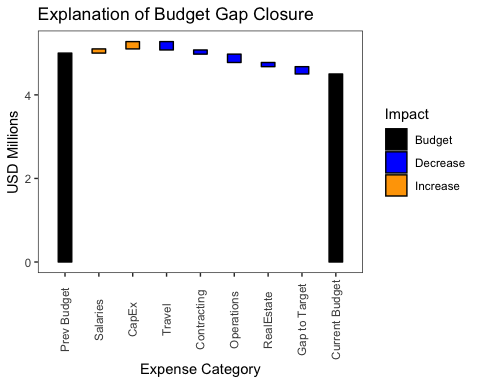 Explanation of Budget Gap Closure
USD Millions
4
2
0
Prev Budget
Salaries
CapEx
Travel
Contracting
Operations
RealEstate
Gap to Target
Current Budget
Expense Category
Impact
Budget
Decrease
Increase